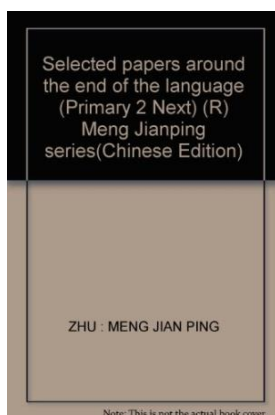 Selected papers around
the end of the language
(Primary 2 Next) (R)
Meng Jianping
series(Chinese Edition)
ZHU : MENG JIAN PING
Note: This is not the actual book cover